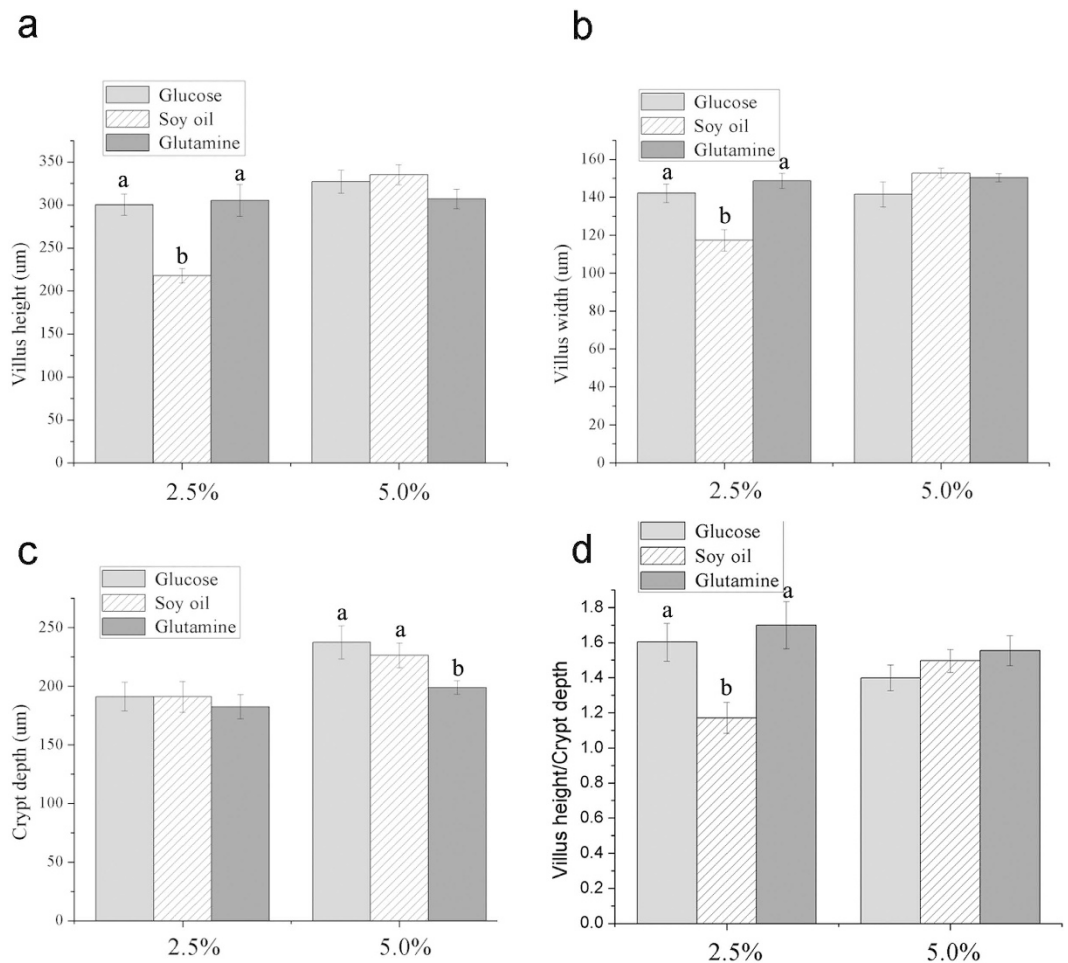 a
Glucose
Soy oil
Glutamine
Villus height (um)
350
300
250
200
150
100
50
0
a
b
a
2.5%
5.0%
b
Glucose
Soy oil
Glutamine
Villus width (um)
160
140
120
100
80
60
40
20
0
a
b
a
2.5%
5.0%
c
Glucose
Soy oil
Glutamine
Crypt depth (um)
250
200
150
100
50
0
a
a
b
2.5%
5.0%
d
Glucose
Soy oil
Glutamine
Villus height/Crypt depth
1.8
1.6
1.4
1.2
1.0
0.8
0.6
0.4
0.2
0.0
a
b
a
2.5%
5.0%